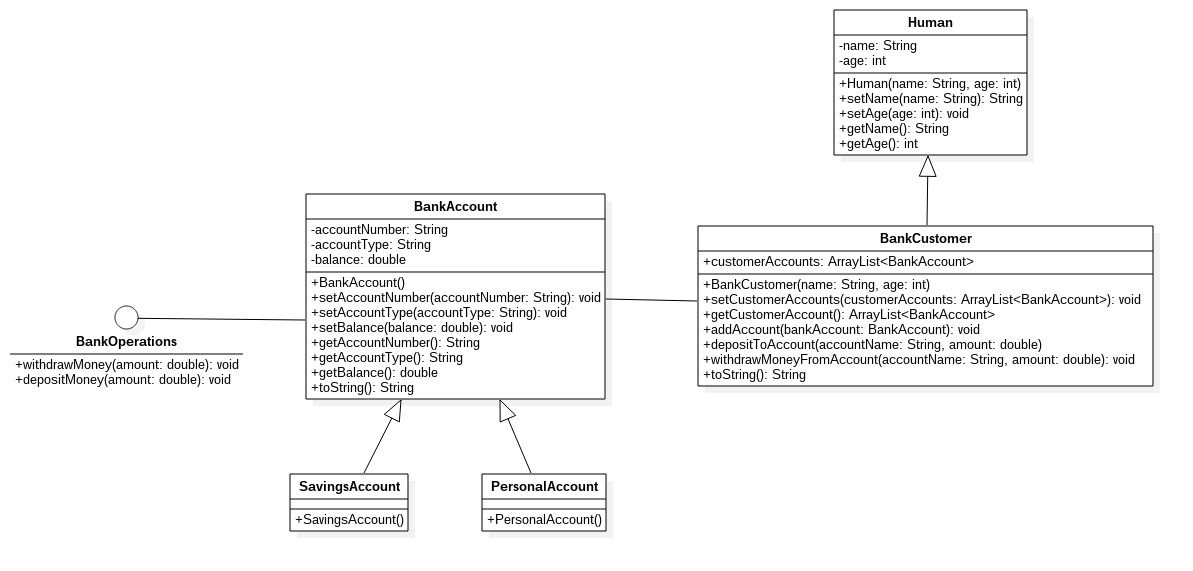 Human
-name: String
-age: int
+Human(name: String, age: int)
+setName(name: String): String
+setAge(age: int): void
+getName(): String
+getAge(): int
BankAccount
-accountNumber: String
-accountType: String
-balance: double
+BankAccount()
+setAccountNumber(accountNumber: String): void
+setAccountType(accountType: String): void
+setBalance(balance: double): void
+getAccountNumber(): String
+getAccountType(): String
+getBalance(): double
+toString(): String
BankCustomer
+customerAccounts: ArrayList<BankAccount>
+BankCustomer(name: String, age: int)
+setCustomerAccounts(customerAccounts: ArrayList<BankAccount>): void
+getCustomerAccount(): ArrayList<BankAccount>
+addAccount(bankAccount: BankAccount): void
+depositToAccount(accountName: String, amount: double)
+withdrawMoneyFromAccount(accountName: String, amount: double): void
+toString(): String
BankOperations
+withdrawMoney(amount: double): void
+depositMoney(amount: double): void
SavingsAccount
+SavingsAccount()
PersonalAccount
+PersonalAccount()